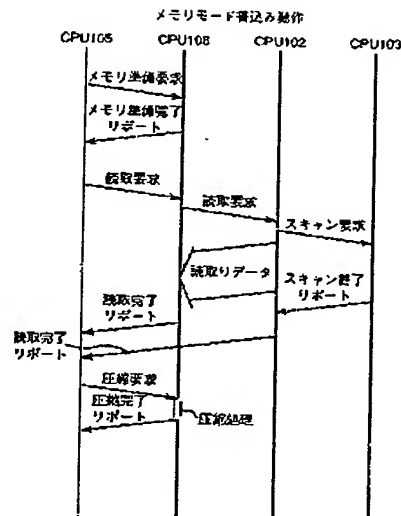 メモリモード書込み動作
CPU105 CPU108 CPU102 CPU103
メモリ準備要求
メモリ準備完了
リポート
読取要求
読取要求
スキャン要求
読取りデータ
スキャン終了
リポート
読取完了
リポート
読取完了
リポート
圧縮要求
圧縮完了
リポート
圧縮処理